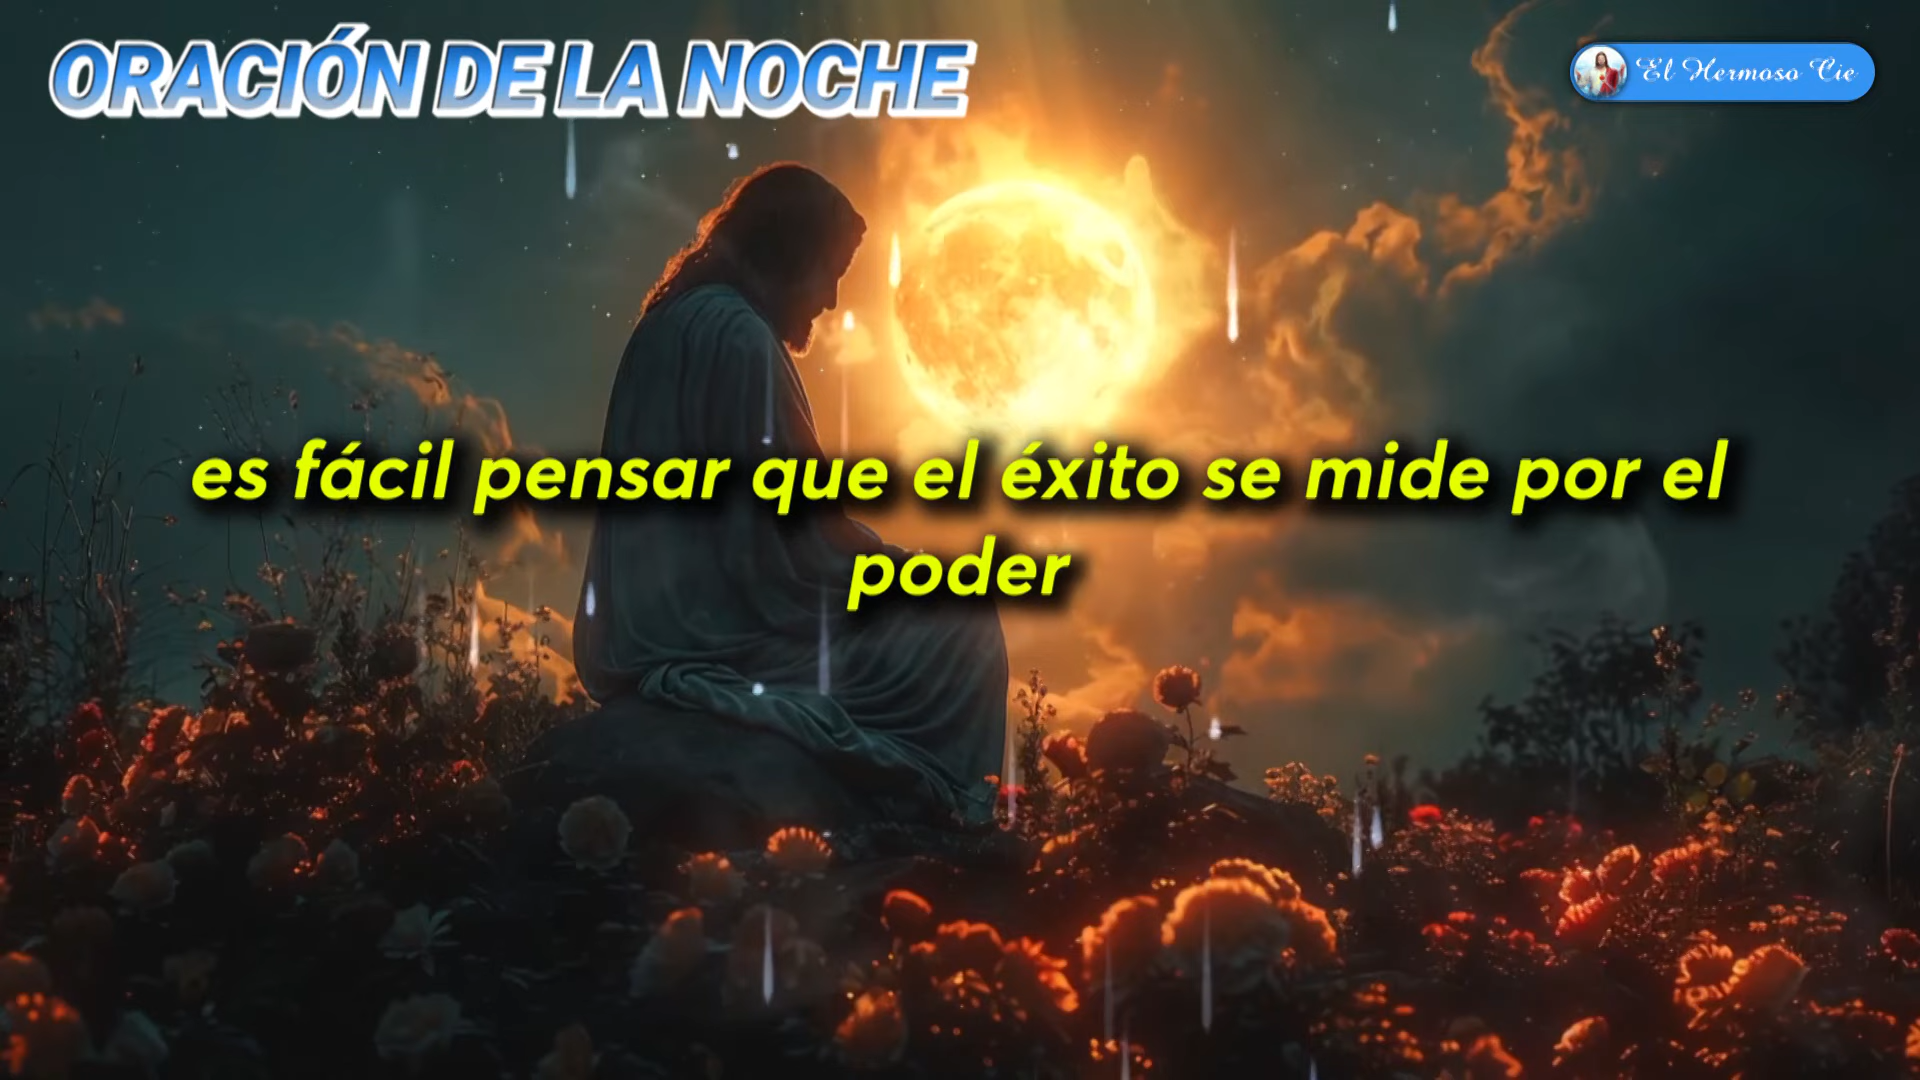 ORACIÓN DE LA NOCHE
El Hermoso Cie
es fácil pensar que el éxito se mide por el
poder